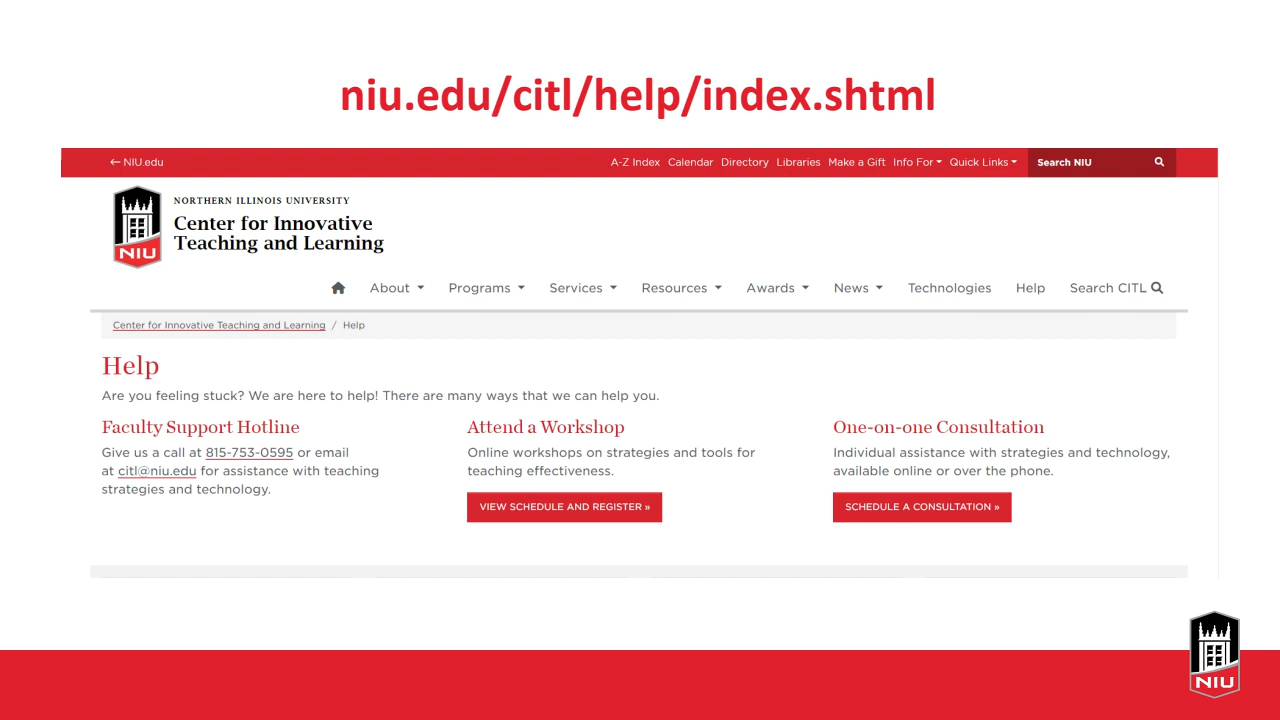 niu.edu/citl/help/index.shtml
← NIU.edu
A-Z Index Calendar Directory Libraries Make a Gift Info For Quick Links Search NIU
NORTHERN ILLINOIS UNIVERSITY
Center for Innovative
Teaching and Learning
NIU
About Programs Services Resources Awards News Technologies Help Search CITL
Center for Innovative Teaching and Learning / Help
Help
Are you feeling stuck? We are here to help! There are many ways that we can help you.
Faculty Support Hotline
Give us a call at 815-753-0595 or email
at citl@niu.edu for assistance with teaching
strategies and technology.
Attend a Workshop
Online workshops on strategies and tools for
teaching effectiveness.
VIEW SCHEDULE AND REGISTER »
One-on-one Consultation
Individual assistance with strategies and technology,
available online or over the phone.
SCHEDULE A CONSULTATION »
NIU